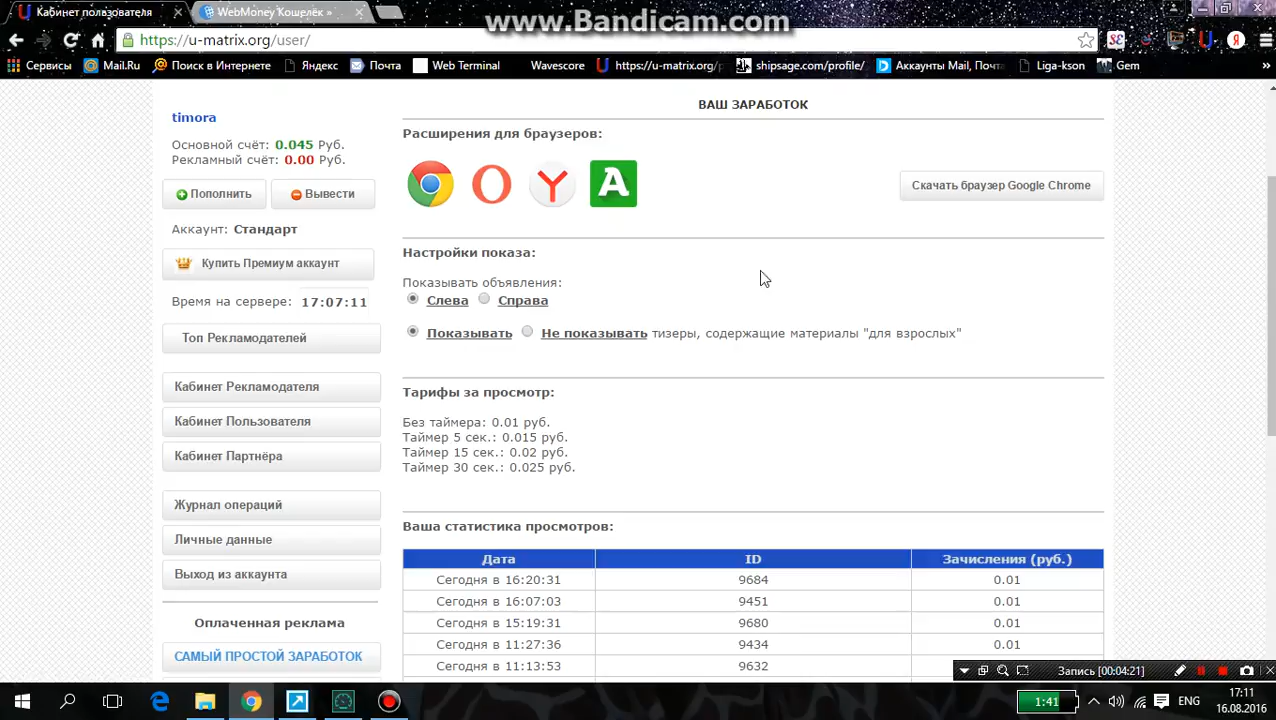 Кабинет пользователя
WebMoney Кошелёк »
www.Bandicam.com
https://u-matrix.org/user/
Сервисы
Mail.Ru
Поиск в Интернете
Яндекс
Почта
Web Terminal
Wavescore
https://u-matrix.org/p
shipsage.com/profile/
Аккаунты Mail, Почта
Liga-kson
Gem
»
timora
Основной счёт: 0.045 Руб.
Рекламный счёт: 0.00 Руб.
Пополнить
Вывести
Аккаунт: Стандарт
Купить Премиум аккаунт
Время на сервере: 17:07:11
Топ Рекламодателей
Кабинет Рекламодателя
Кабинет Пользователя
Кабинет Партнёра
Журнал операций
Личные данные
Выход из аккаунта
Оплаченная реклама
САМЫЙ ПРОСТОЙ ЗАРАБОТОК
ВАШ ЗАРАБОТОК
Расширения для браузеров:
Скачать браузер Google Chrome
Настройки показа:
Показывать объявления:
Слева Справа
Показывать Не показывать тизеры, содержащие материалы "для взрослых"
Тарифы за просмотр:
Без таймера: 0.01 руб.
Таймер 5 сек.: 0.015 руб.
Таймер 15 сек.: 0.02 руб.
Таймер 30 сек.: 0.025 руб.
Ваша статистика просмотров:
Дата ID Зачисления (руб.)
Сегодня в 16:20:31 9684 0.01
Сегодня в 16:07:03 9451 0.01
Сегодня в 15:19:31 9680 0.01
Сегодня в 11:27:36 9434 0.01
Сегодня в 11:13:53 9632
Запись [00:04:21]
1:41
ENG
17:11
16.08.2016